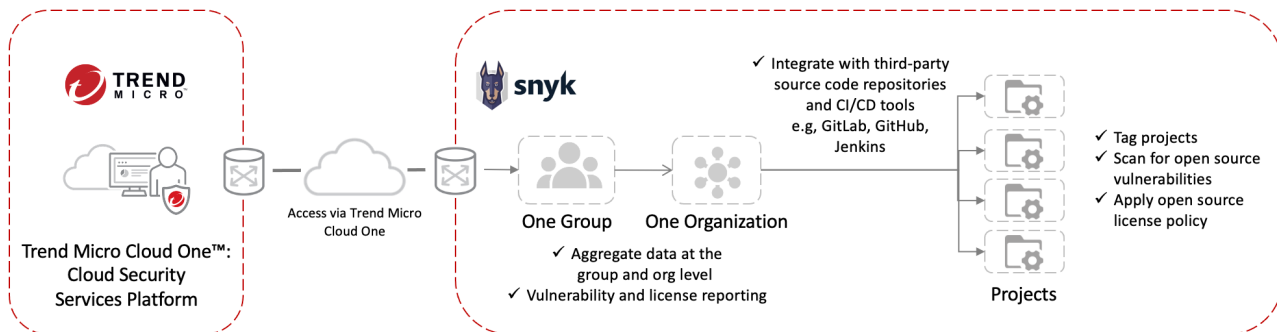 TREND
MICRO™
Trend Micro Cloud One™:
Cloud Security
Services Platform
Access via Trend Micro
Cloud One
snyk
One Group
One Organization
✓ Aggregate data at the
group and org level
✓ Vulnerability and license reporting
✓ Integrate with third-party
source code repositories
and CI/CD tools
e.g, GitLab, GitHub,
Jenkins
Projects
✓ Tag projects
✓ Scan for open source
vulnerabilities
✓ Apply open source
license policy